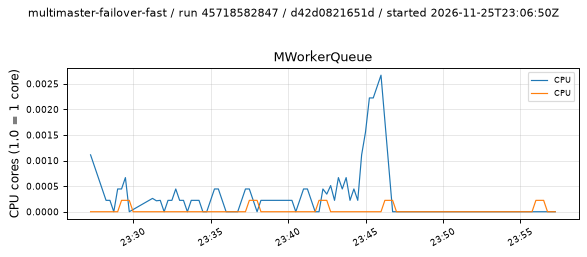 multimaster-failover-fast / run 45718582847 / d42d0821651d / started 2026-11-25T23:06:50Z
MWorkerQueue
CPU cores (1.0 = 1 core)
0.0025
0.0020
0.0015
0.0010
0.0005
0.0000
CPU
CPU
23:30
23:35
23:40
23:45
23:50
23:55